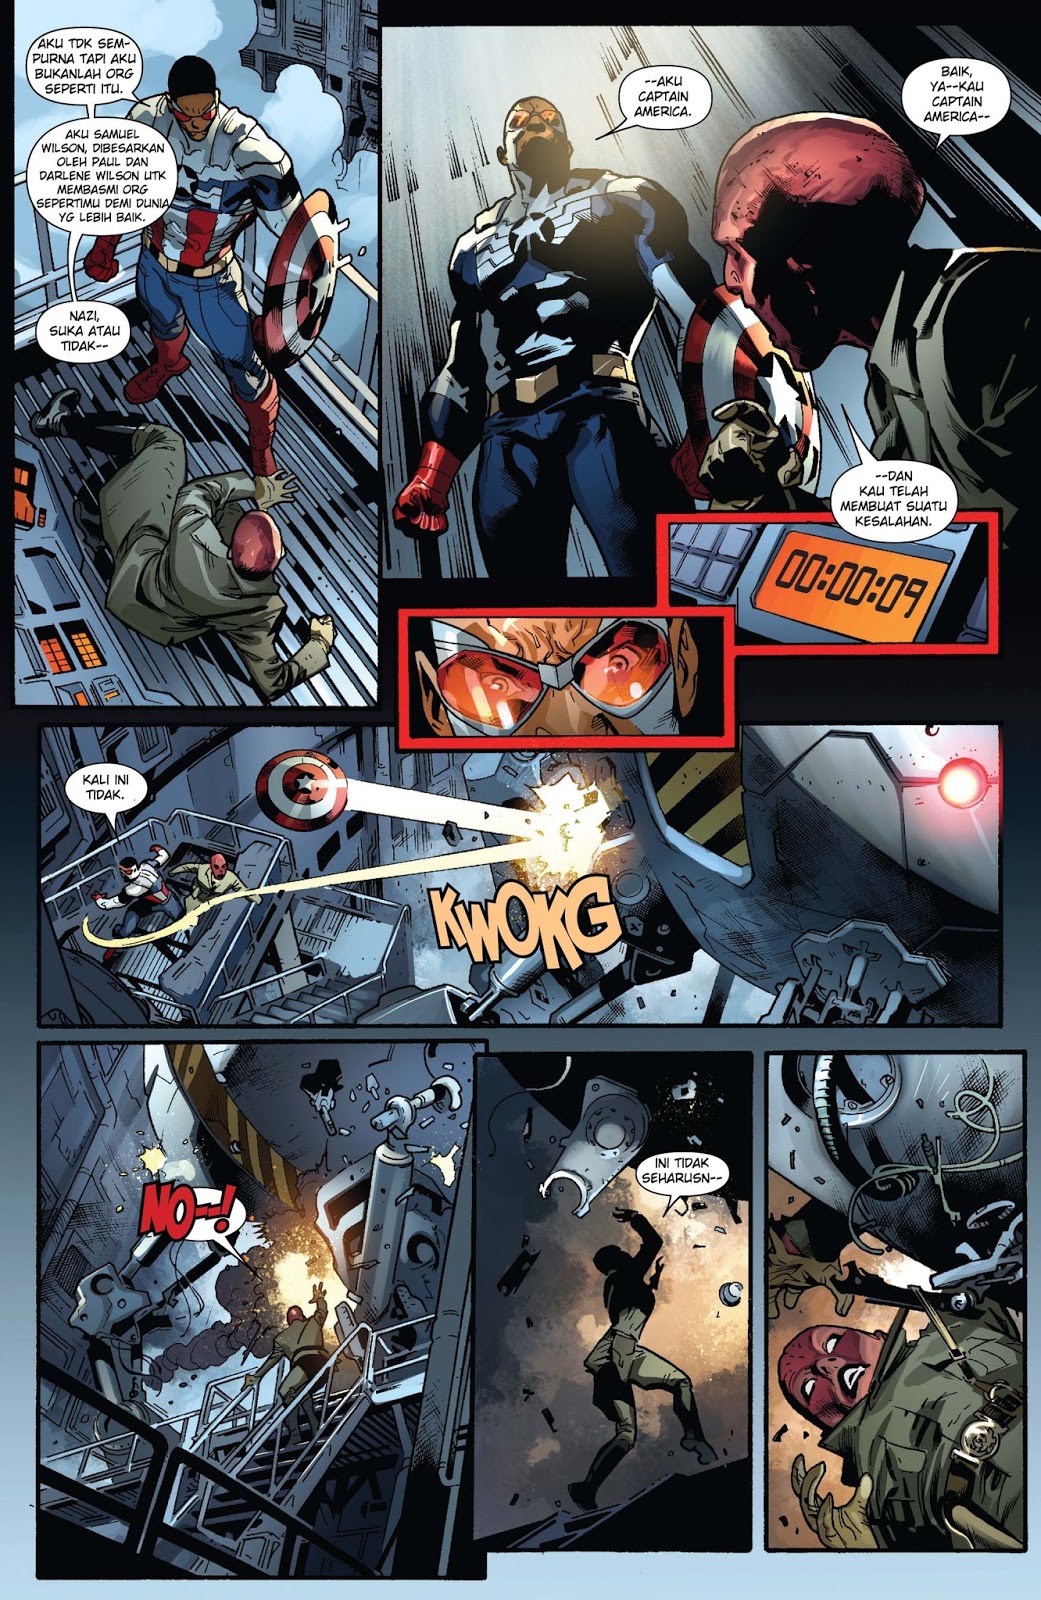 AKU TDK SEM-
PURNA TAPI AKU
BUKANLAH ORG
SEPERTI ITU.
AKU SAMUEL
WILSON, DIBESARKAN
OLEH PAUL DAN
DARLENE WILSON UTK
MEMBASMI ORG
SEPERTIMU DEMI DUNIA
YG LEBIH BAIK.
NAZI,
SUKA ATAU
TIDAK--
--AKU
CAPTAIN
AMERICA.
BAIK,
YA--KAU
CAPTAIN
AMERICA--
--DAN
KAU TELAH
MEMBUAT SUATU
KESALAHAN.
00:00:09
KALI INI
TIDAK.
KWOKG
NO--!
INI TIDAK
SEHARUSN--